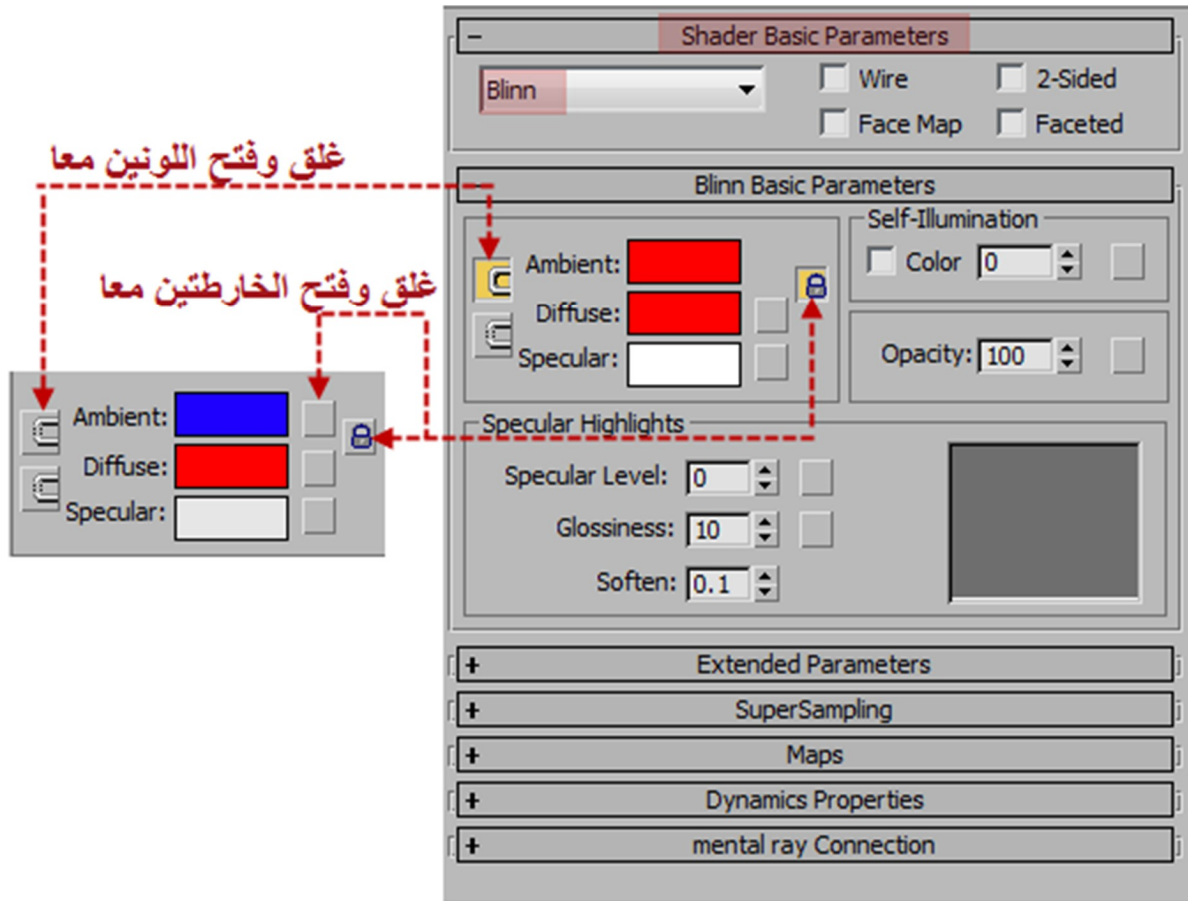 Shader Basic Parameters
Blinn
Wire
2-Sided
Face Map
Faceted
غلق وفتح اللونين معا
غلق وفتح الخارطتين معا
Ambient:
Diffuse:
Specular:
Blinn Basic Parameters
Ambient:
Diffuse:
Specular:
Self-Illumination
Color 0
Opacity: 100
Specular Highlights
Specular Level: 0
Glossiness: 10
Soften: 0.1
Extended Parameters
SuperSampling
Maps
Dynamics Properties
mental ray Connection